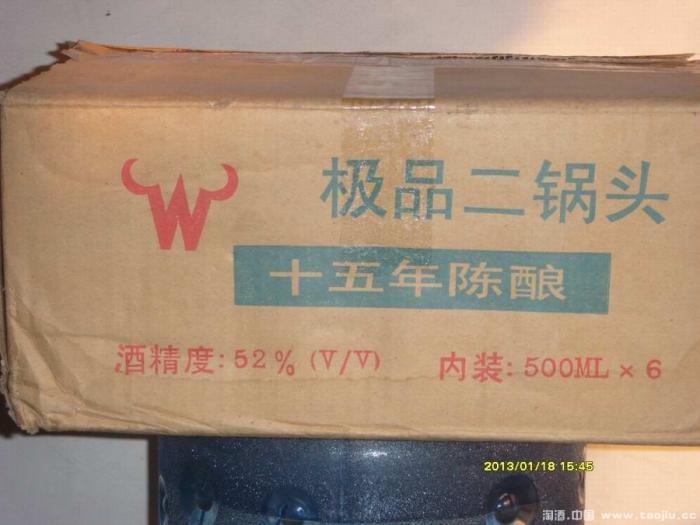 W
极品二锅头
十五年陈酿
酒精度: 52% (V/V) 内装: 500ML × 6
2013/01/18 15:45
淘酒.中国 www.taojiu.cc